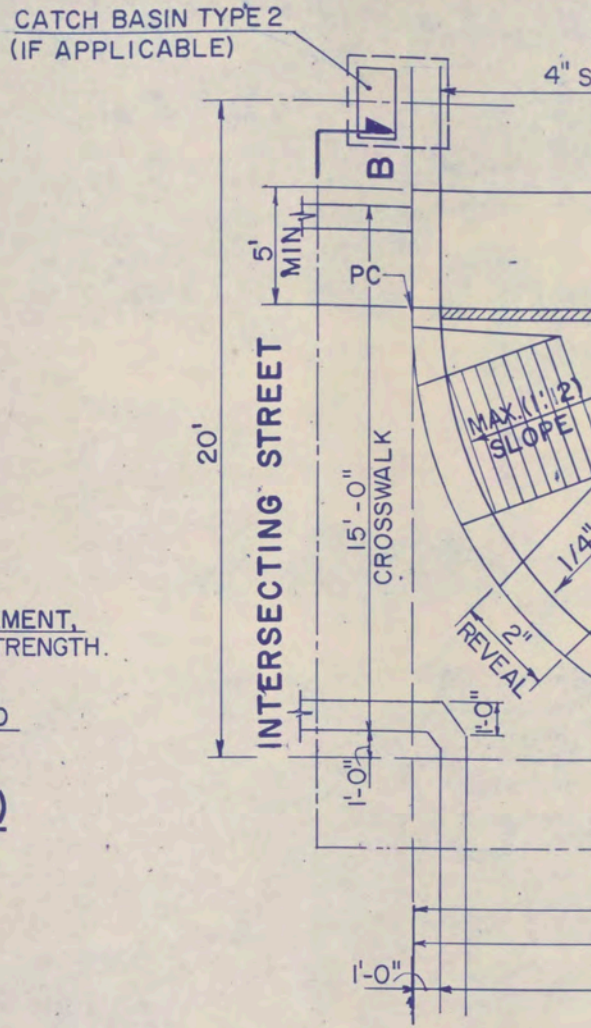 CATCH BASIN TYPE 2
(IF APPLICABLE)
4" S
B
5'
MIN.
PC
20'
INTERSECTING STREET
15'-0"
CROSSWALK
MAX.(1:12)
SLOPE
1/4"
2"
REVEAL
MENT,
TRENGTH.
1'-0"
1'-0"
1'-0"